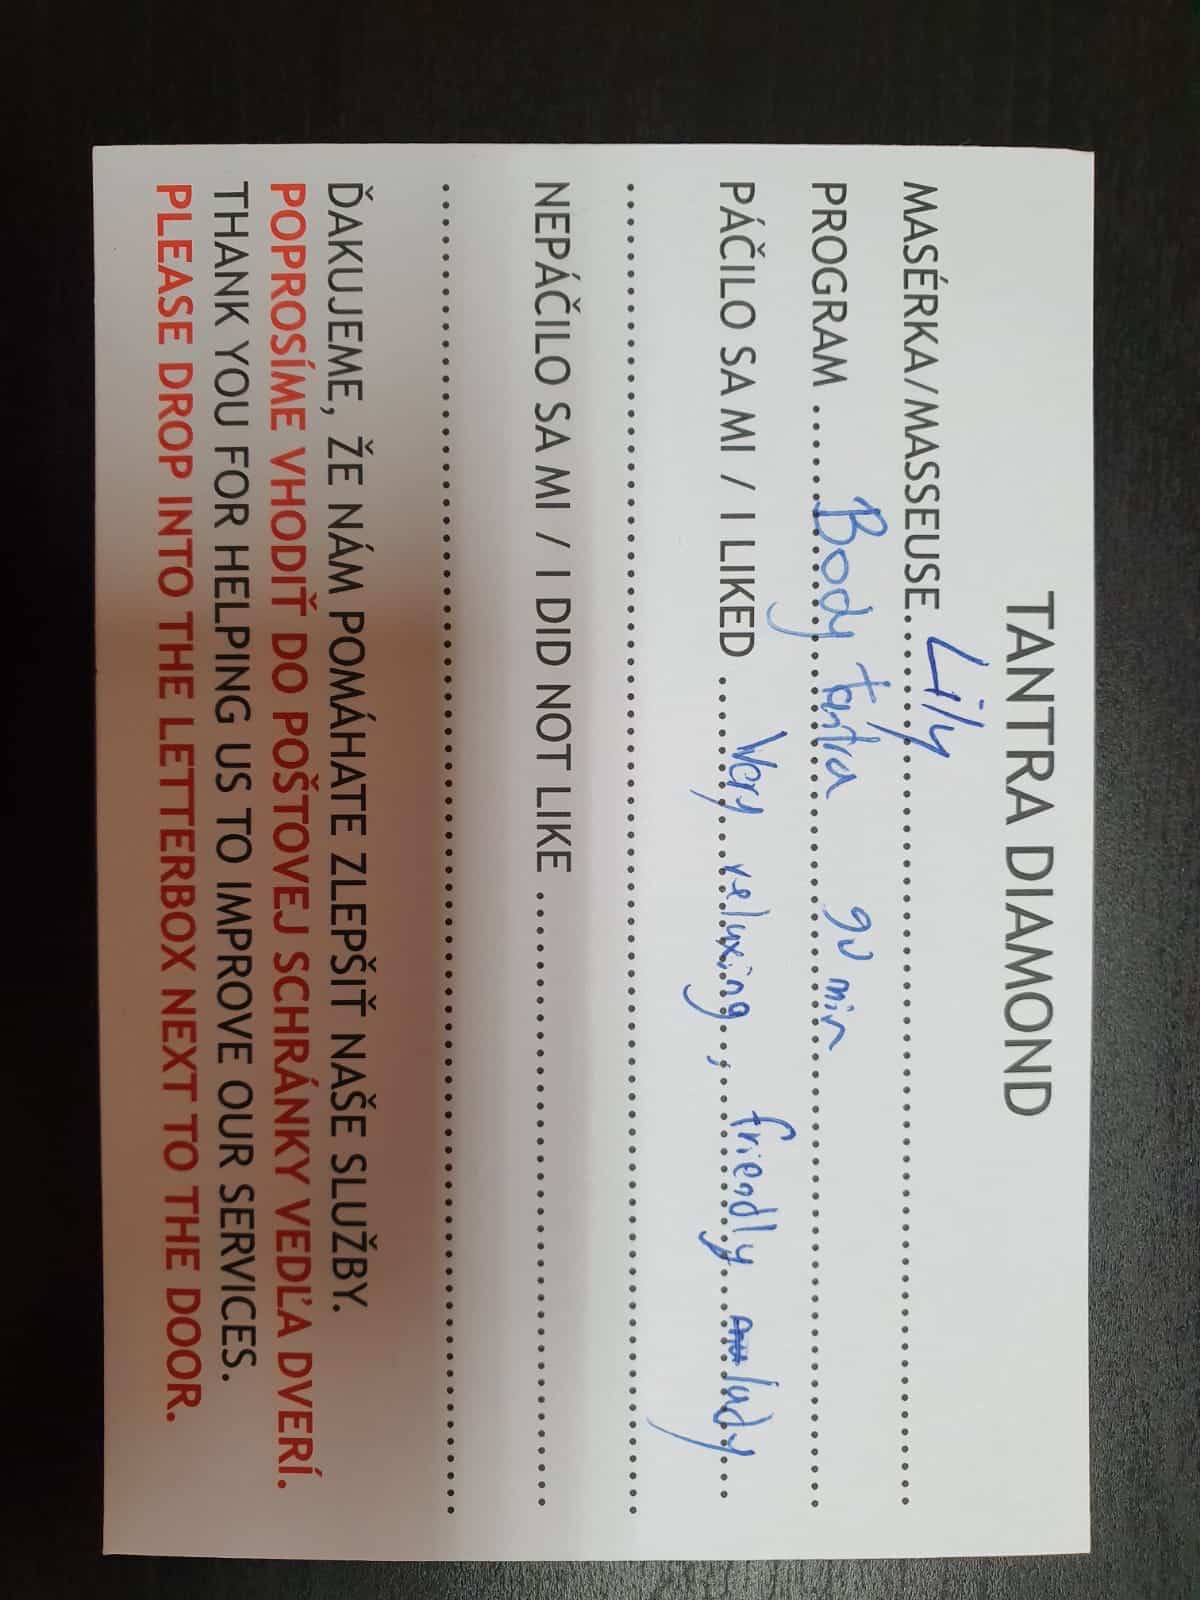 TANTRA DIAMOND
MASÉRKA/MASSEUSE Lily
PROGRAM Body tantra 90 min
PÁČILO SA MI / I LIKED Very relaxing, friendly lady
NEPÁČILO SA MI / I DID NOT LIKE
ĎAKUJEME, ŽE NÁM POMÁHATE ZLEPŠIŤ NAŠE SLUŽBY.
POPROSÍME VHODIŤ DO POŠTOVEJ SCHRÁNKY VEDĽA DVERÍ.
THANK YOU FOR HELPING US TO IMPROVE OUR SERVICES.
PLEASE DROP INTO THE LETTERBOX NEXT TO THE DOOR.